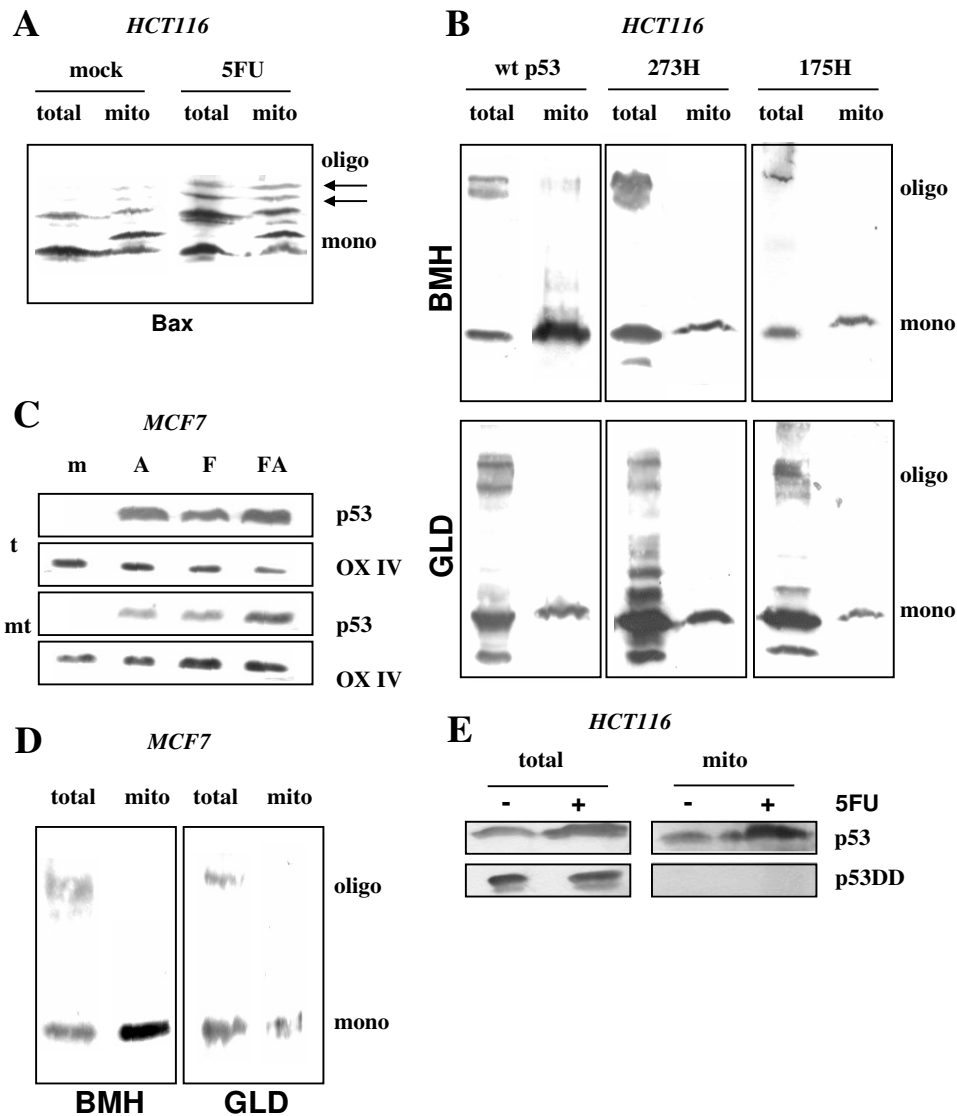 A
HCT116
mock 5FU
total mito total mito
oligo
mono
Bax
B
HCT116
wt p53 273H 175H
total mito total mito total mito
BMH
oligo
mono
GLD
oligo
mono
C
MCF7
m A F FA
t
p53
OX IV
mt
p53
OX IV
D
MCF7
total mito total mito
oligo
mono
BMH GLD
E
HCT116
total mito
- + - + 5FU
p53
p53DD